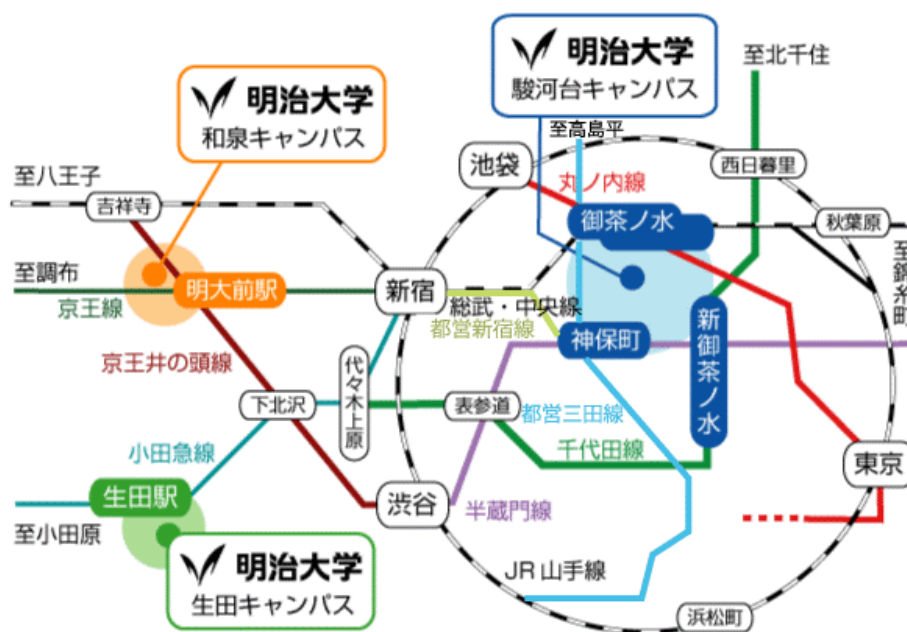 明治大学
駿河台キャンパス
至北千住
明治大学
和泉キャンパス
至高島平
池袋
西日暮里
至八王子
丸ノ内線
吉祥寺
御茶ノ水
秋葉原
至調布
明大前駅
新宿
至錦糸町
京王線
総武・中央線
都営新宿線
神保町
新御茶ノ水
京王井の頭線
代々木上原
下北沢
表参道
都営三田線
小田急線
千代田線
東京
生田駅
渋谷
半蔵門線
至小田原
明治大学
生田キャンパス
JR山手線
浜松町